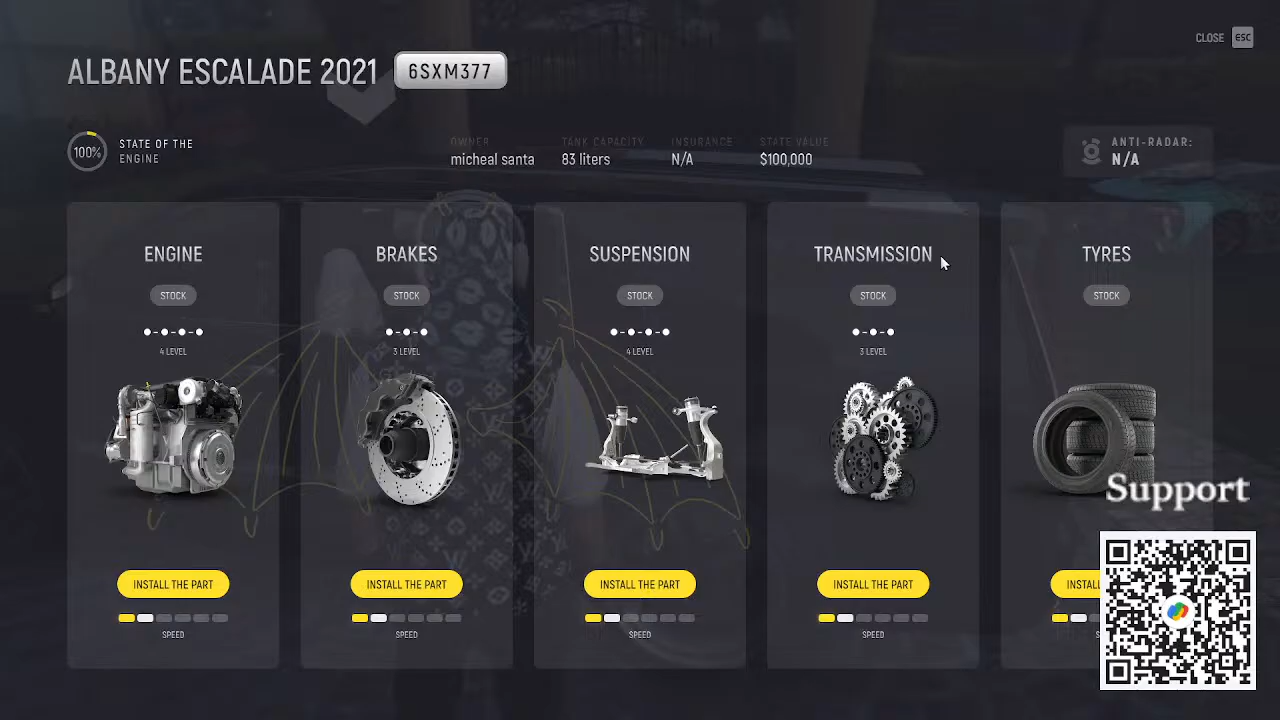 CLOSE ESC
ALBANY ESCALADE 2021 6SXM377
100% STATE OF THE
ENGINE
OWNER TANK CAPACITY INSURANCE STATE VALUE
micheal santa 83 liters N/A $100,000
ANTI-RADAR:
N/A
ENGINE BRAKES SUSPENSION TRANSMISSION TYRES
STOCK STOCK STOCK STOCK STOCK
4 LEVEL 3 LEVEL 4 LEVEL 3 LEVEL
Support
INSTALL THE PART INSTALL THE PART INSTALL THE PART INSTALL THE PART INSTALL
SPEED SPEED SPEED SPEED